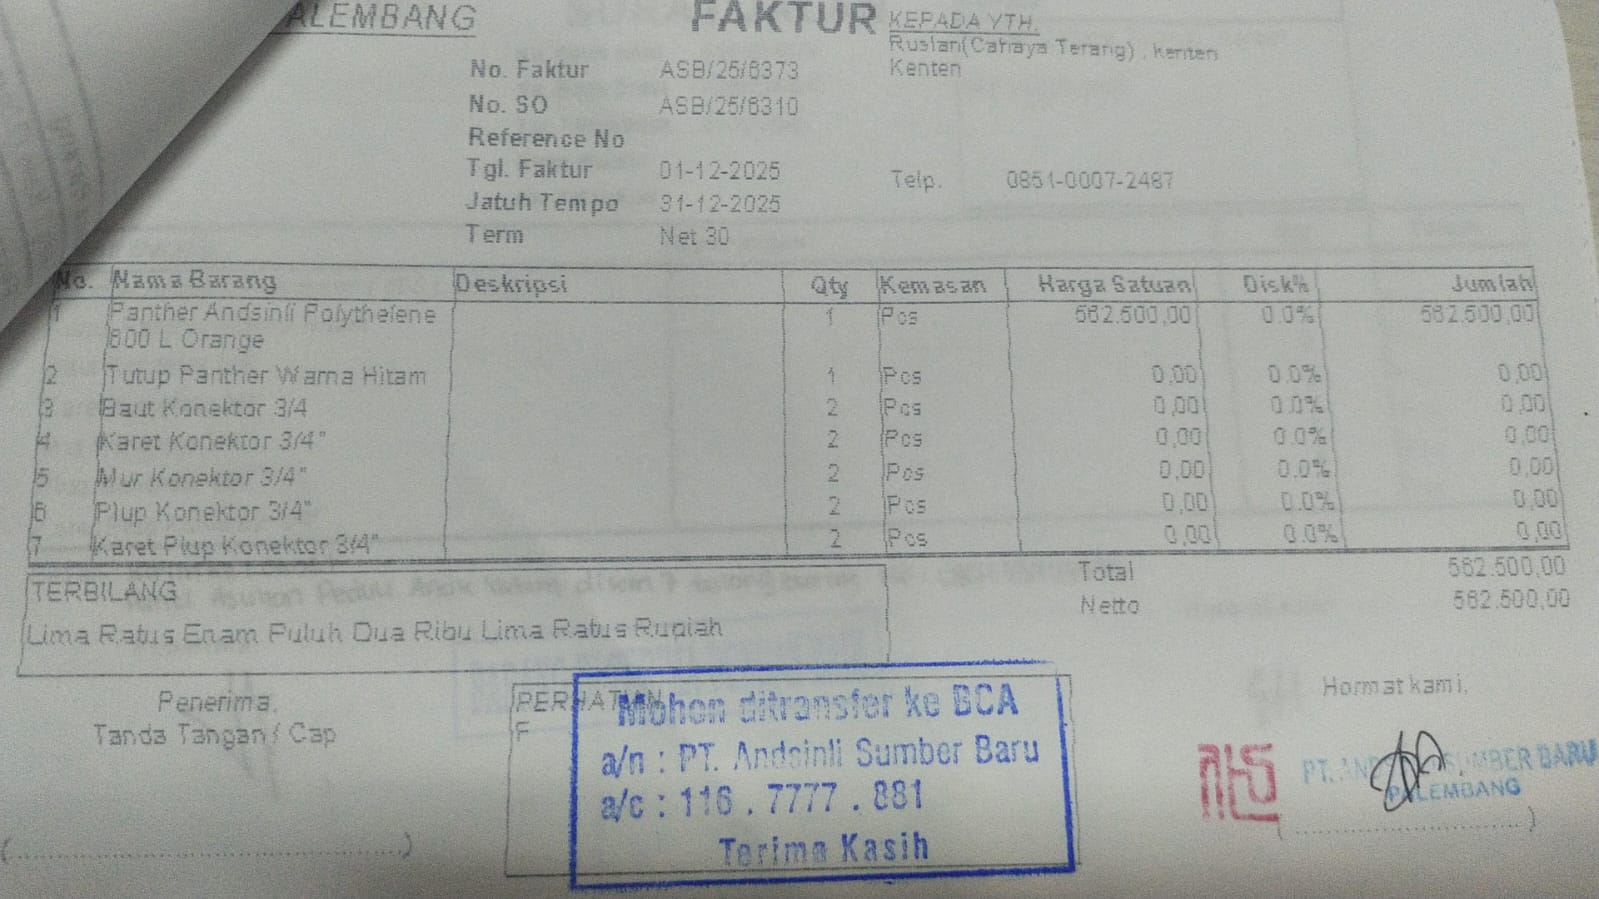 PALEMBANG
FAKTUR
KEPADA YTH.
Ruslan(Cahaya Terang) , kenten
Kenten
No. Faktur ASB/25/6373
No. SO ASB/25/6310
Reference No
Tgl. Faktur 01-12-2025
Jatuh Tempo 31-12-2025
Term Net 30
Telp. 0851-0007-2487
No. Nama Barang Deskripsi Qty Kemasan Harga Satuan Disk% Jumlah
1 Panther Andsinli Polythelene 1 Pcs 562.500,00 0.0% 562.500,00
600 L Orange
2 Tutup Panther Warna Hitam 1 Pcs 0,00 0.0% 0,00
3 Baut Konektor 3/4 2 Pcs 0,00 0.0% 0,00
4 Karet Konektor 3/4" 2 Pcs 0,00 0.0% 0,00
5 Mur Konektor 3/4" 2 Pcs 0,00 0.0% 0,00
6 Plup Konektor 3/4" 2 Pcs 0,00 0.0% 0,00
7 Karet Plup Konektor 3/4" 2 Pcs 0,00 0.0% 0,00
Total 562.500,00
Netto 562.500,00
TERBILANG
Lima Ratus Enam Puluh Dua Ribu Lima Ratus Rupiah
Penerima,
Tanda Tangan / Cap
PERHATIAN
F
Mohon ditransfer ke BCA
a/n : PT. Andsinli Sumber Baru
a/c : 116 . 7777 . 881
Terima Kasih
Hormat kami,
PT. SUMBER BARU
PALEMBANG